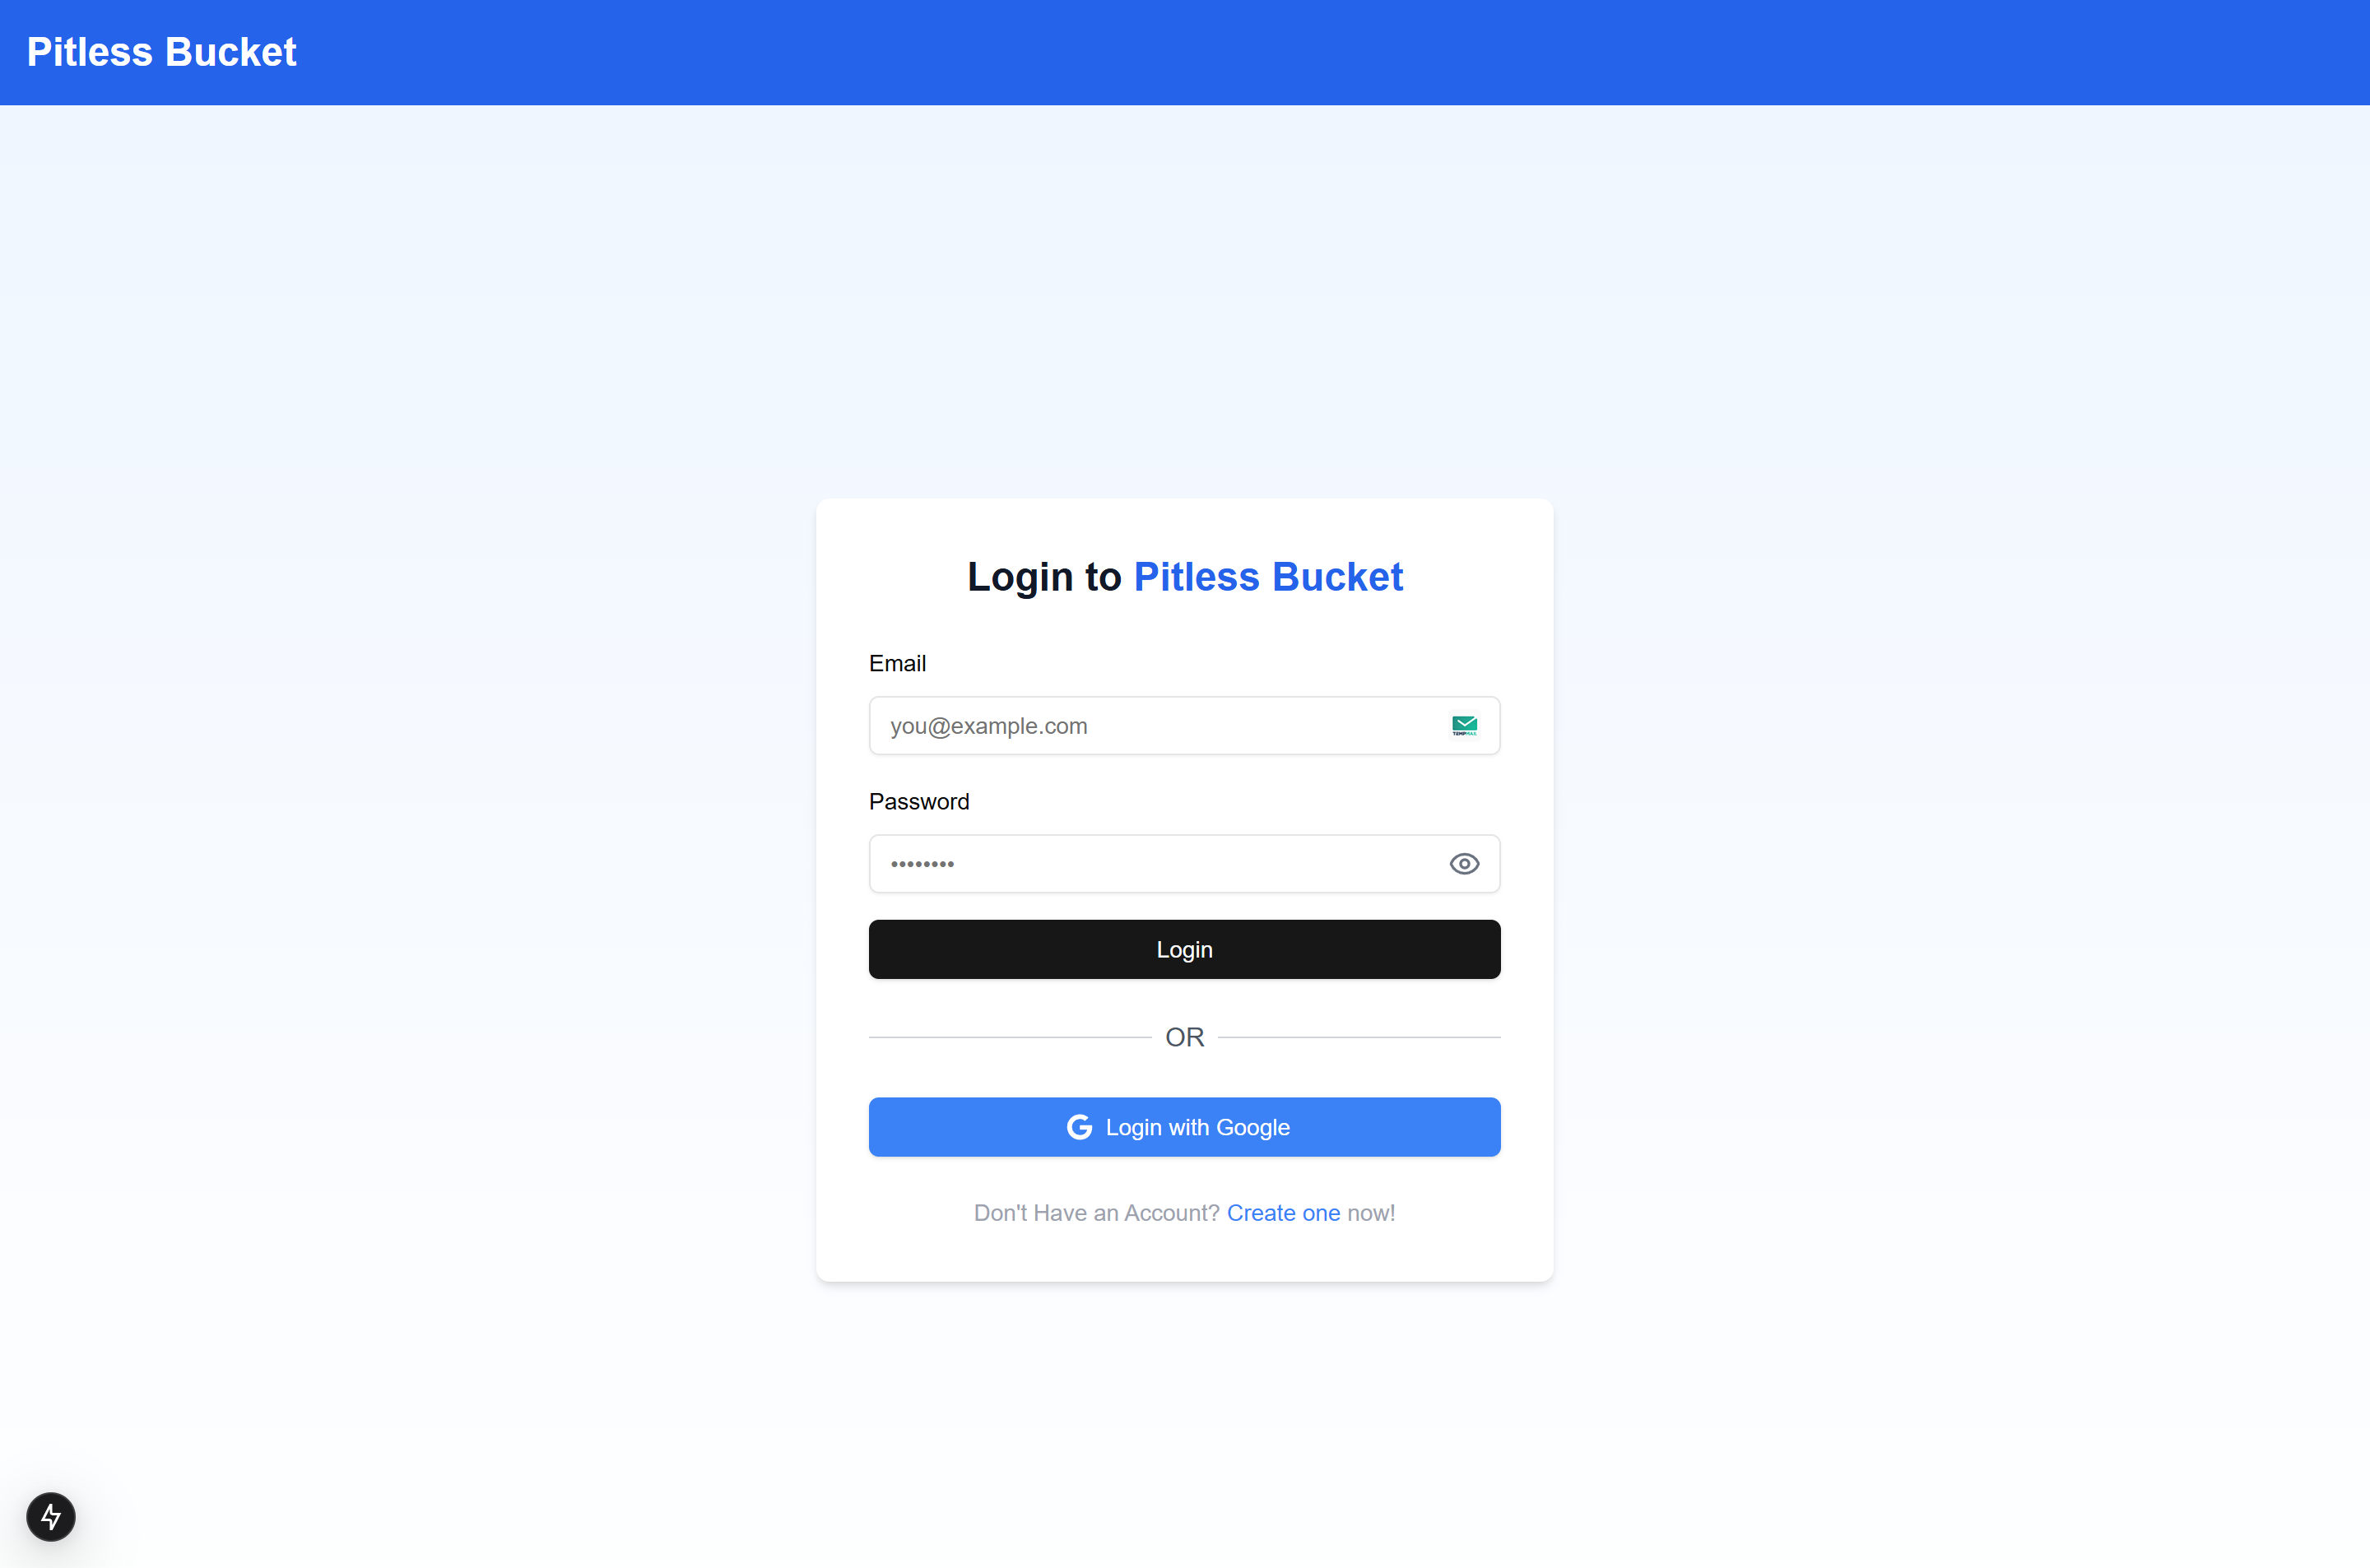 Pitless Bucket
Login to Pitless Bucket
Email
you@example.com
TEMPMAIL
Password
••••••••
Login
OR
Login with Google
Don't Have an Account? Create one now!